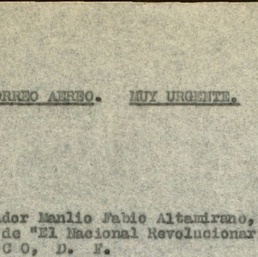 ORREO AEREO. MUY URGENTE.
ador Manlio Fabio Altamirano,
de "El Nacional Revolucionar
C O, D. F.